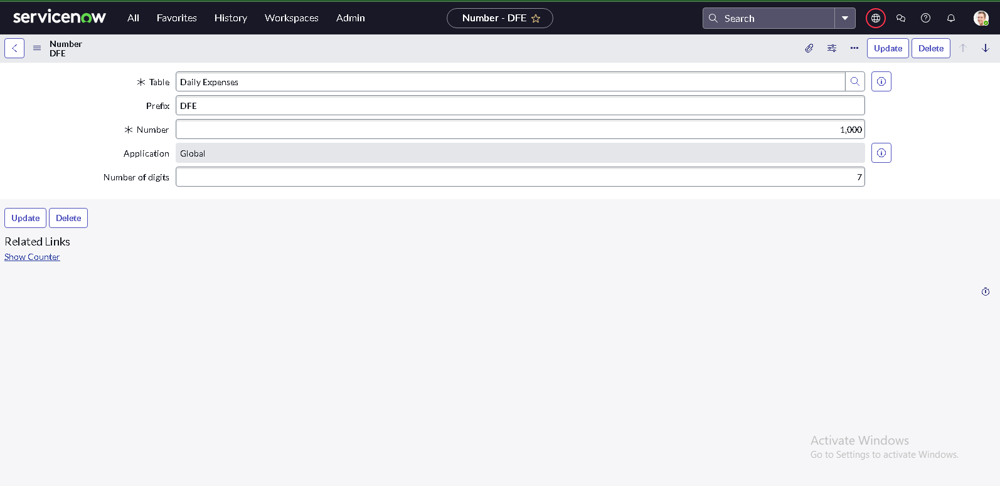 servicenow All Favorites History Workspaces Admin Number - DFE Search
Number
DFE
Update Delete
Table Daily Expenses
Prefix DFE
Number 1,000
Application Global
Number of digits 7
Update Delete
Related Links
Show Counter
Activate Windows
Go to Settings to activate Windows.